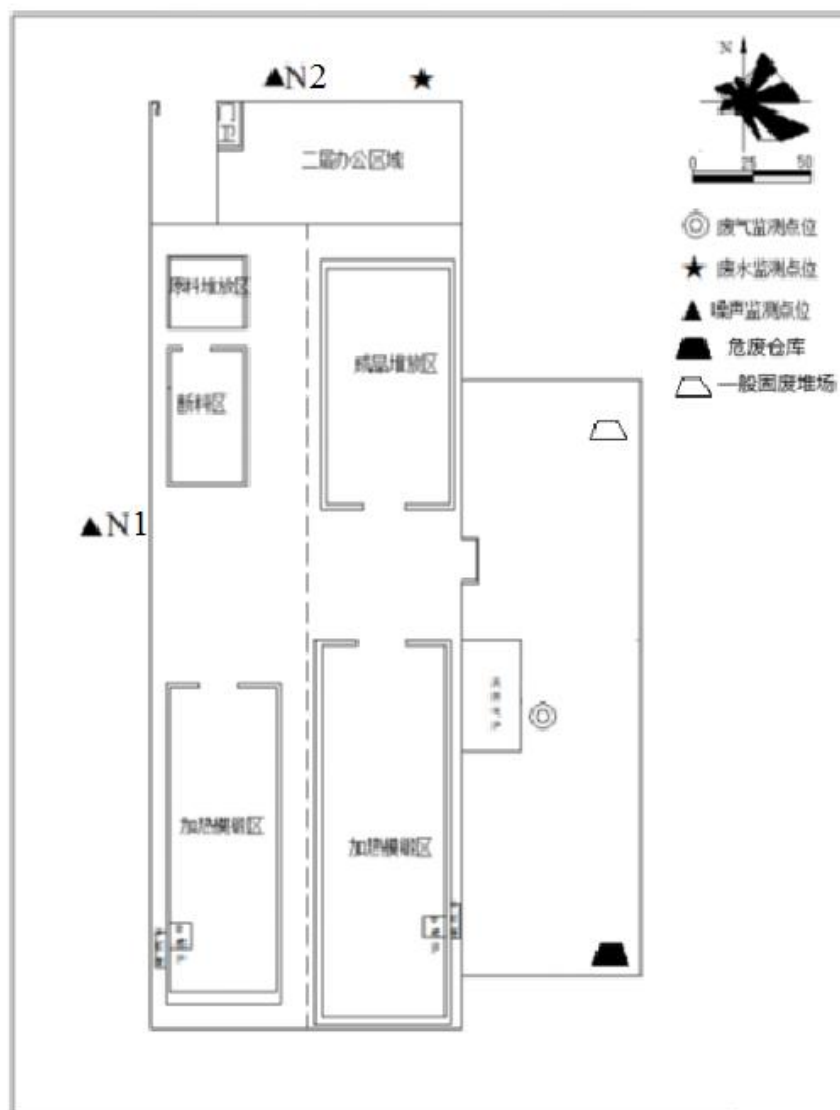 N2
N
门卫
二层办公区域
0 25 50
废气监测点位
废水监测点位
噪声监测点位
危废仓库
一般固废堆场
原料堆放区
断料区
成品堆放区
N1
加热模锻区
加热模锻区